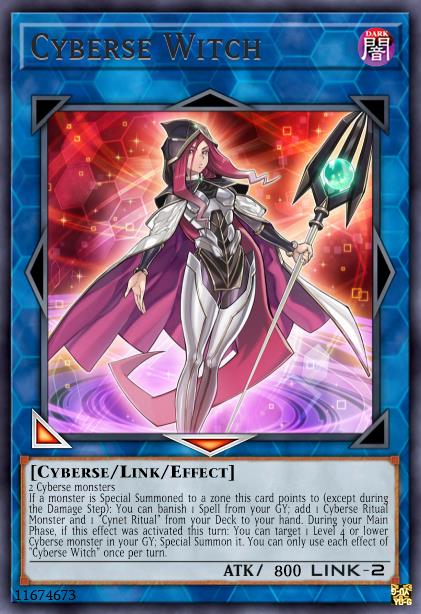 Cyberse Witch
DARK
闇
[Cyberse/Link/Effect]
2 Cyberse monsters
If a monster is Special Summoned to a zone this card points to (except during
the Damage Step): You can banish 1 Spell from your GY; add 1 Cyberse Ritual
Monster and 1 "Cynet Ritual" from your Deck to your hand. During your Main
Phase, if this effect was activated this turn: You can target 1 Level 4 or lower
Cyberse monster in your GY; Special Summon it. You can only use each effect of
"Cyberse Witch" once per turn.
ATK/ 800 LINK-2
11674673